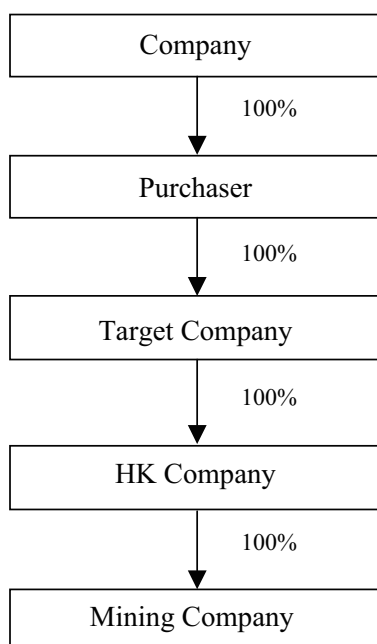 Company
100%
Purchaser
100%
Target Company
100%
HK Company
100%
Mining Company